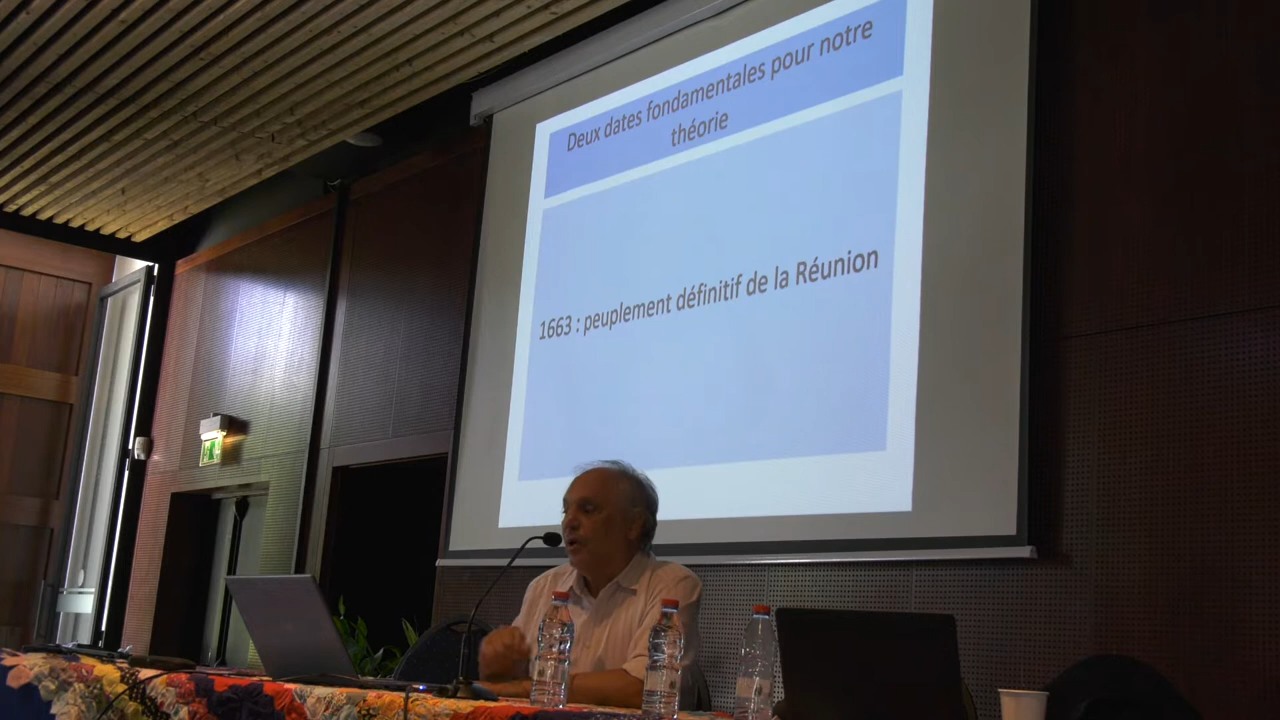 Deux dates fondamentales pour notre
théorie
1663 : peuplement définitif de la Réunion